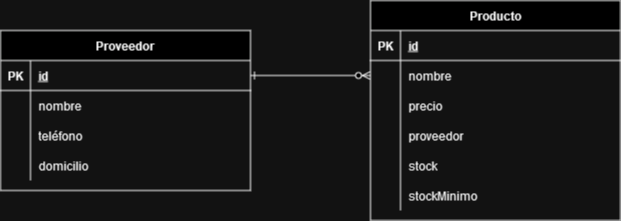 Proveedor
PK id
nombre
teléfono
domicilio
Producto
PK id
nombre
precio
proveedor
stock
stockMinimo